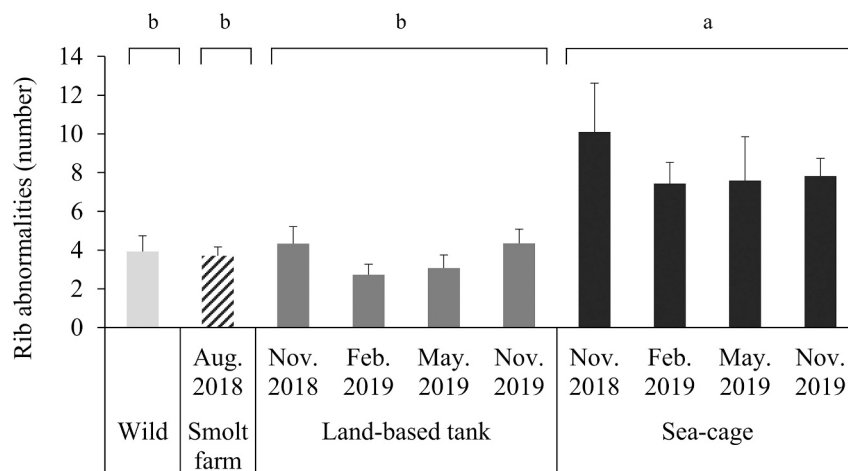 b b b a
Rib abnormalities (number)
14
12
10
8
6
4
2
0
Aug. Nov. Feb. May. Nov. Nov. Feb. May. Nov.
2018 2018 2019 2019 2019 2018 2019 2019 2019
Wild Smolt Land-based tank Sea-cage
farm